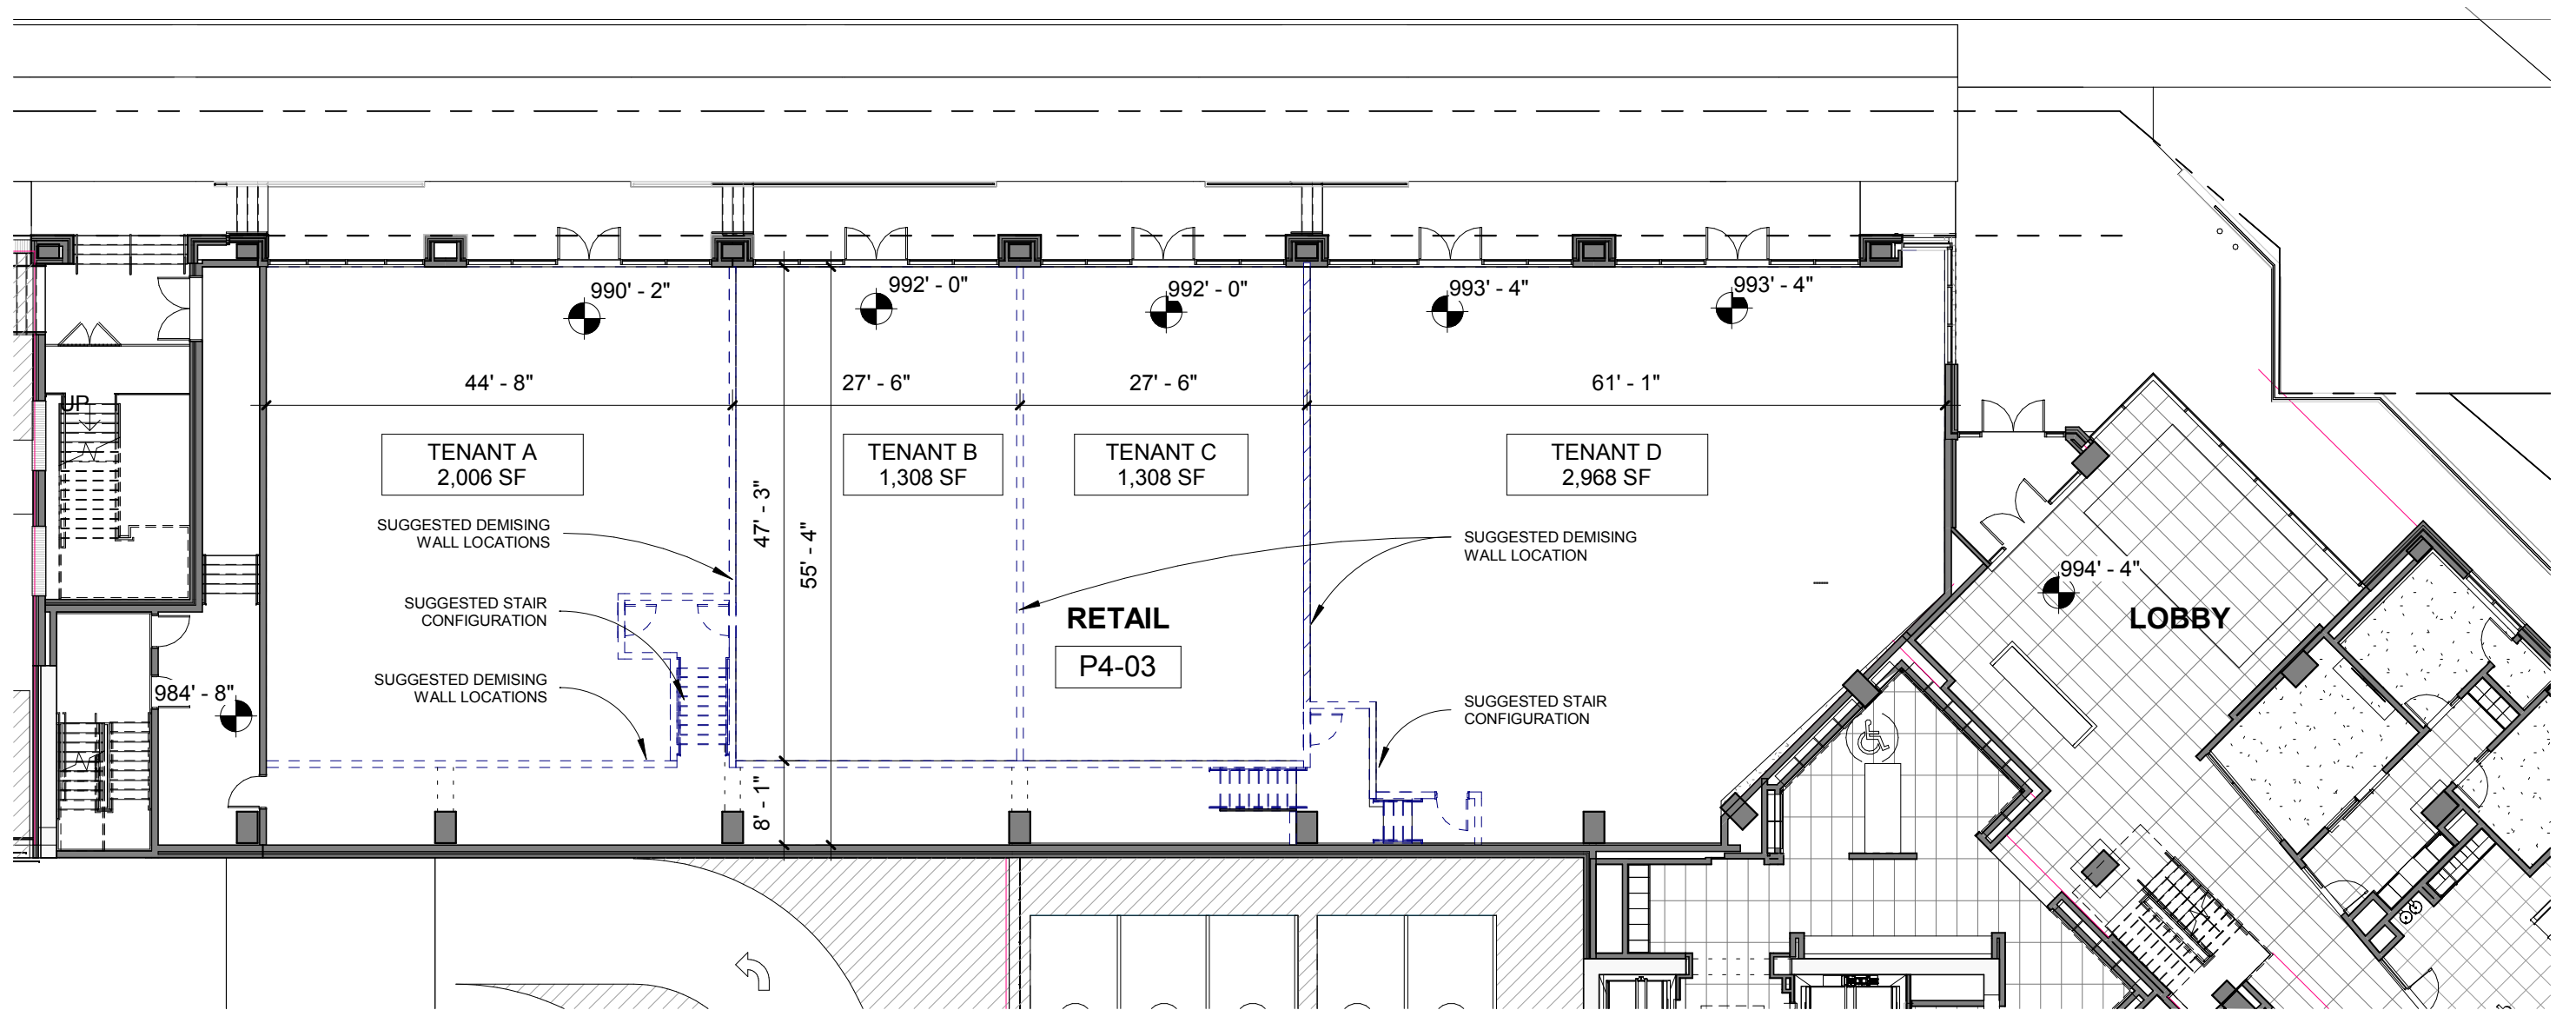 990' - 2"
992' - 0"
992' - 0"
993' - 4"
993' - 4"
44' - 8"
27' - 6"
27' - 6"
61' - 1"
UP
TENANT A
2,006 SF
TENANT B
1,308 SF
TENANT C
1,308 SF
TENANT D
2,968 SF
47' - 3"
55' - 4"
SUGGESTED DEMISING
WALL LOCATIONS
SUGGESTED DEMISING
WALL LOCATION
994' - 4"
SUGGESTED STAIR
CONFIGURATION
RETAIL
P4-03
LOBBY
984' - 8"
SUGGESTED DEMISING
WALL LOCATIONS
SUGGESTED STAIR
CONFIGURATION
8' - 1"